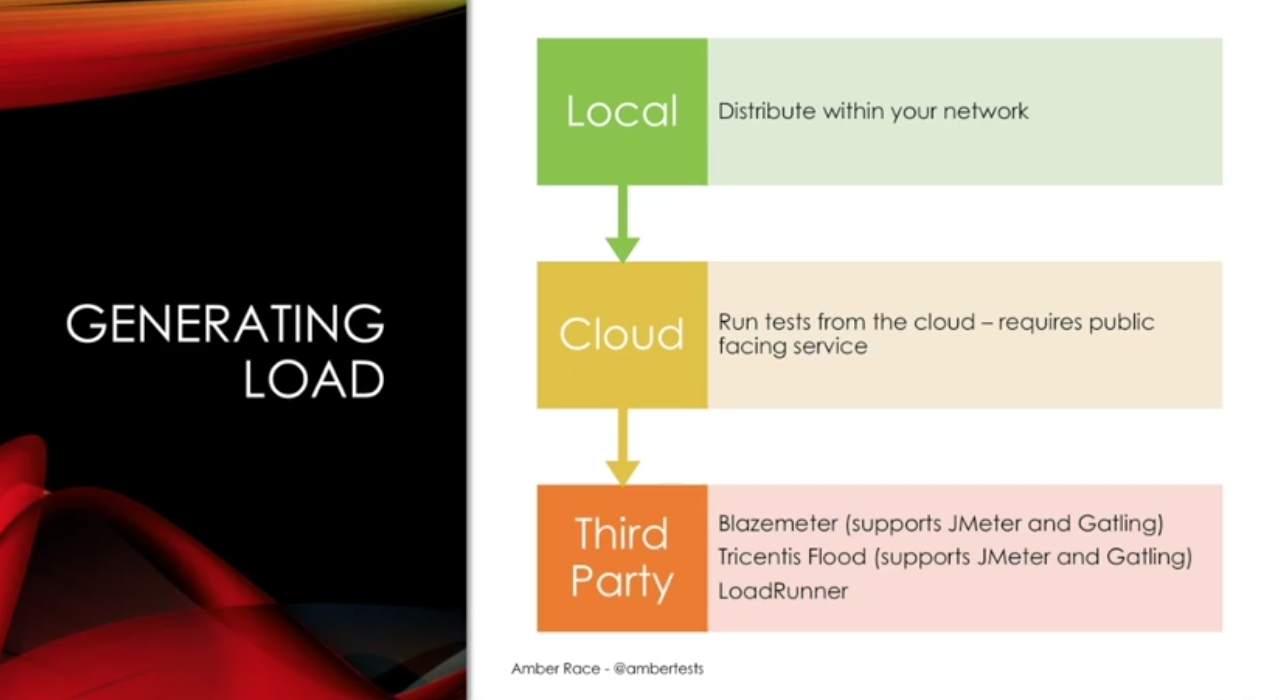 GENERATING
LOAD
Local
Distribute within your network
Cloud
Run tests from the cloud – requires public
facing service
Third
Party
Blazemeter (supports JMeter and Gatling)
Tricentis Flood (supports JMeter and Gatling)
LoadRunner
Amber Race - @ambertests